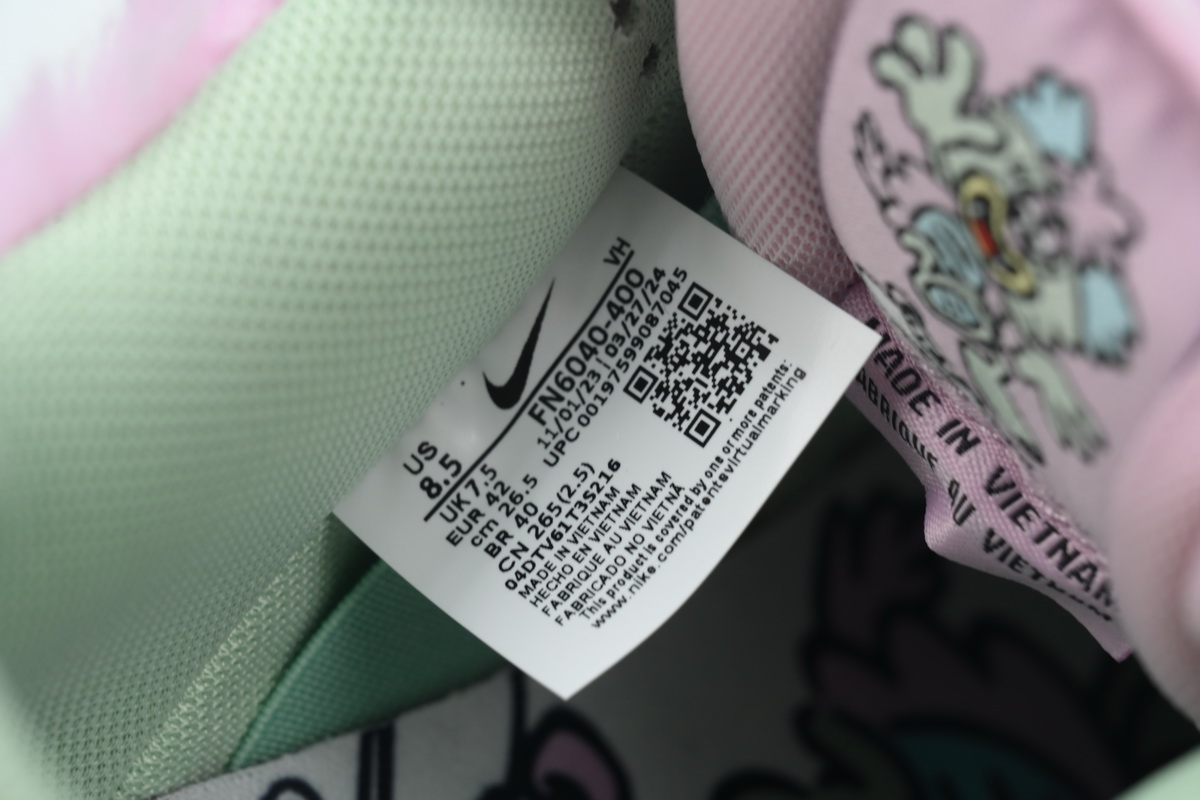 VH
US
8.5
UK 7.5
EUR 42
cm 26.5
BR 40
CN 265(2.5)
FN6040-400
11/01/23 | 03/27/24
UPC 00197599087045
04DTV61T3S216
MADE IN VIETNAM
HECHO EN VIETNAM
FABRIQUE AU VIETNAM
FABRICADO NO VIETNÃ
This product is covered by one or more patents:
www.nike.com/patentsvirtualmarking
MADE IN VIETNAM
FABRIQUE AU VIETNAM